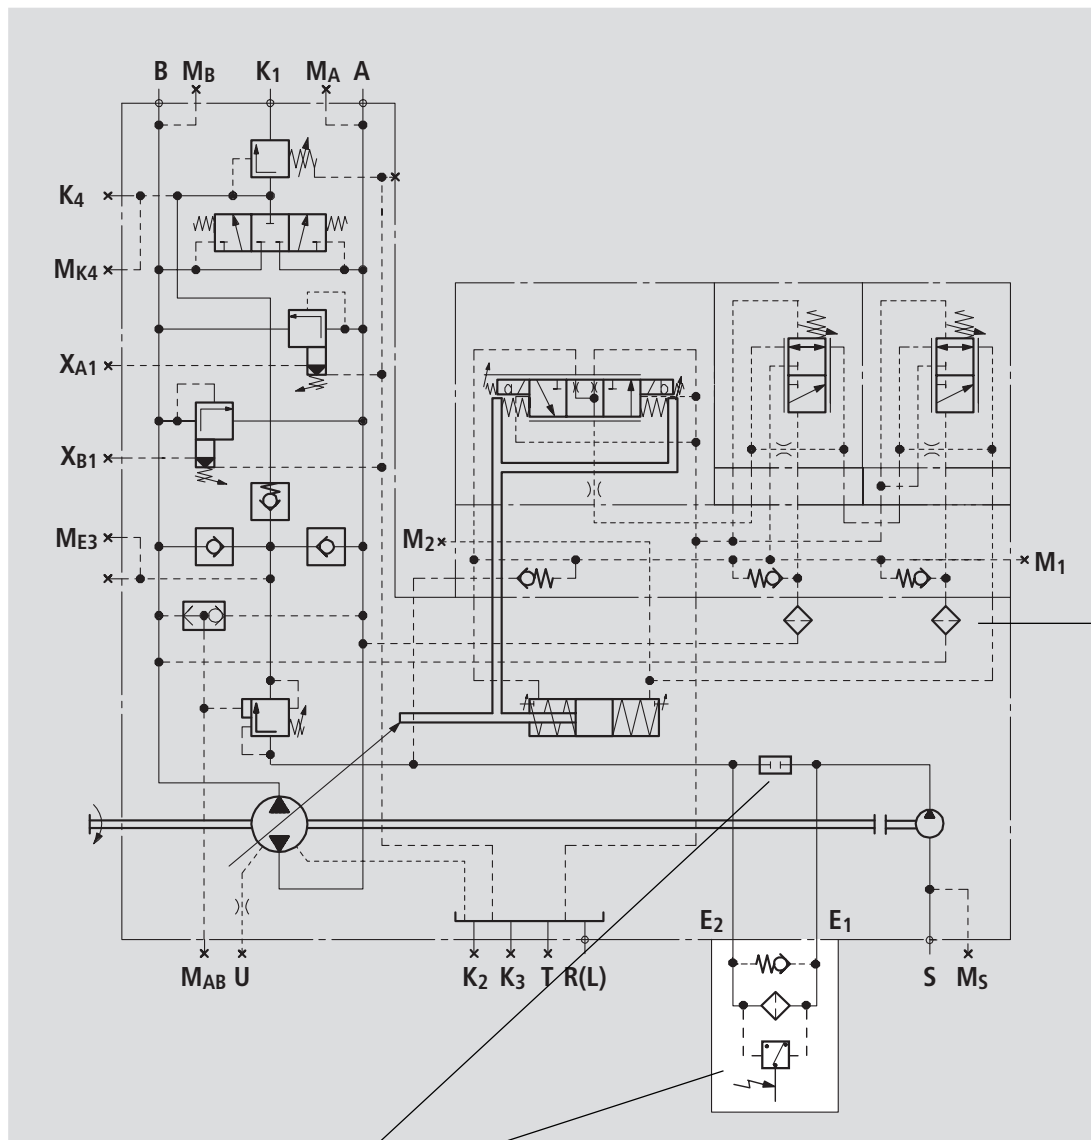 B M_B K_1 M_A A
K_4
M_K4
X_A1
X_B1
M_E3
M_2
M_1
E_2 E_1
M_AB U K_2 K_3 T R(L) S M_S